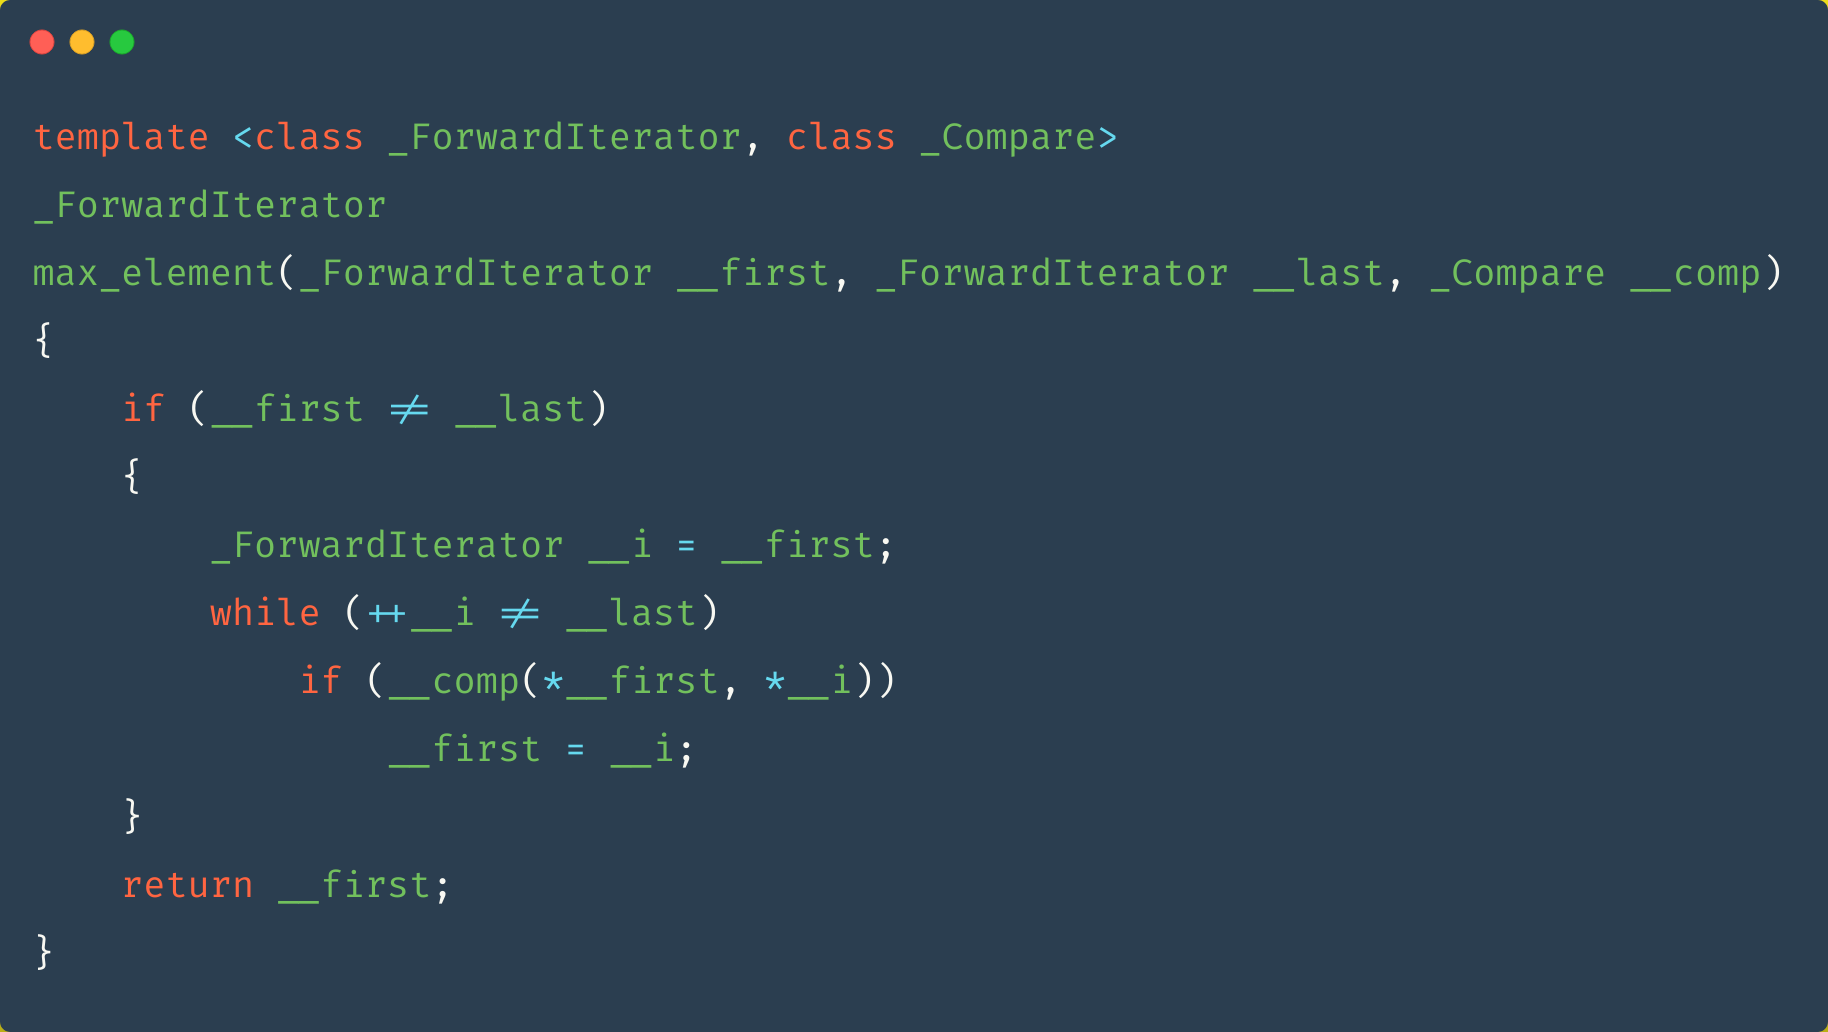 template <class _ForwardIterator, class _Compare>
_ForwardIterator
max_element(_ForwardIterator __first, _ForwardIterator __last, _Compare __comp)
{
    if (__first != __last)
    {
        _ForwardIterator __i = __first;
        while (++__i != __last)
            if (__comp(*__first, *__i))
                __first = __i;
    }
    return __first;
}